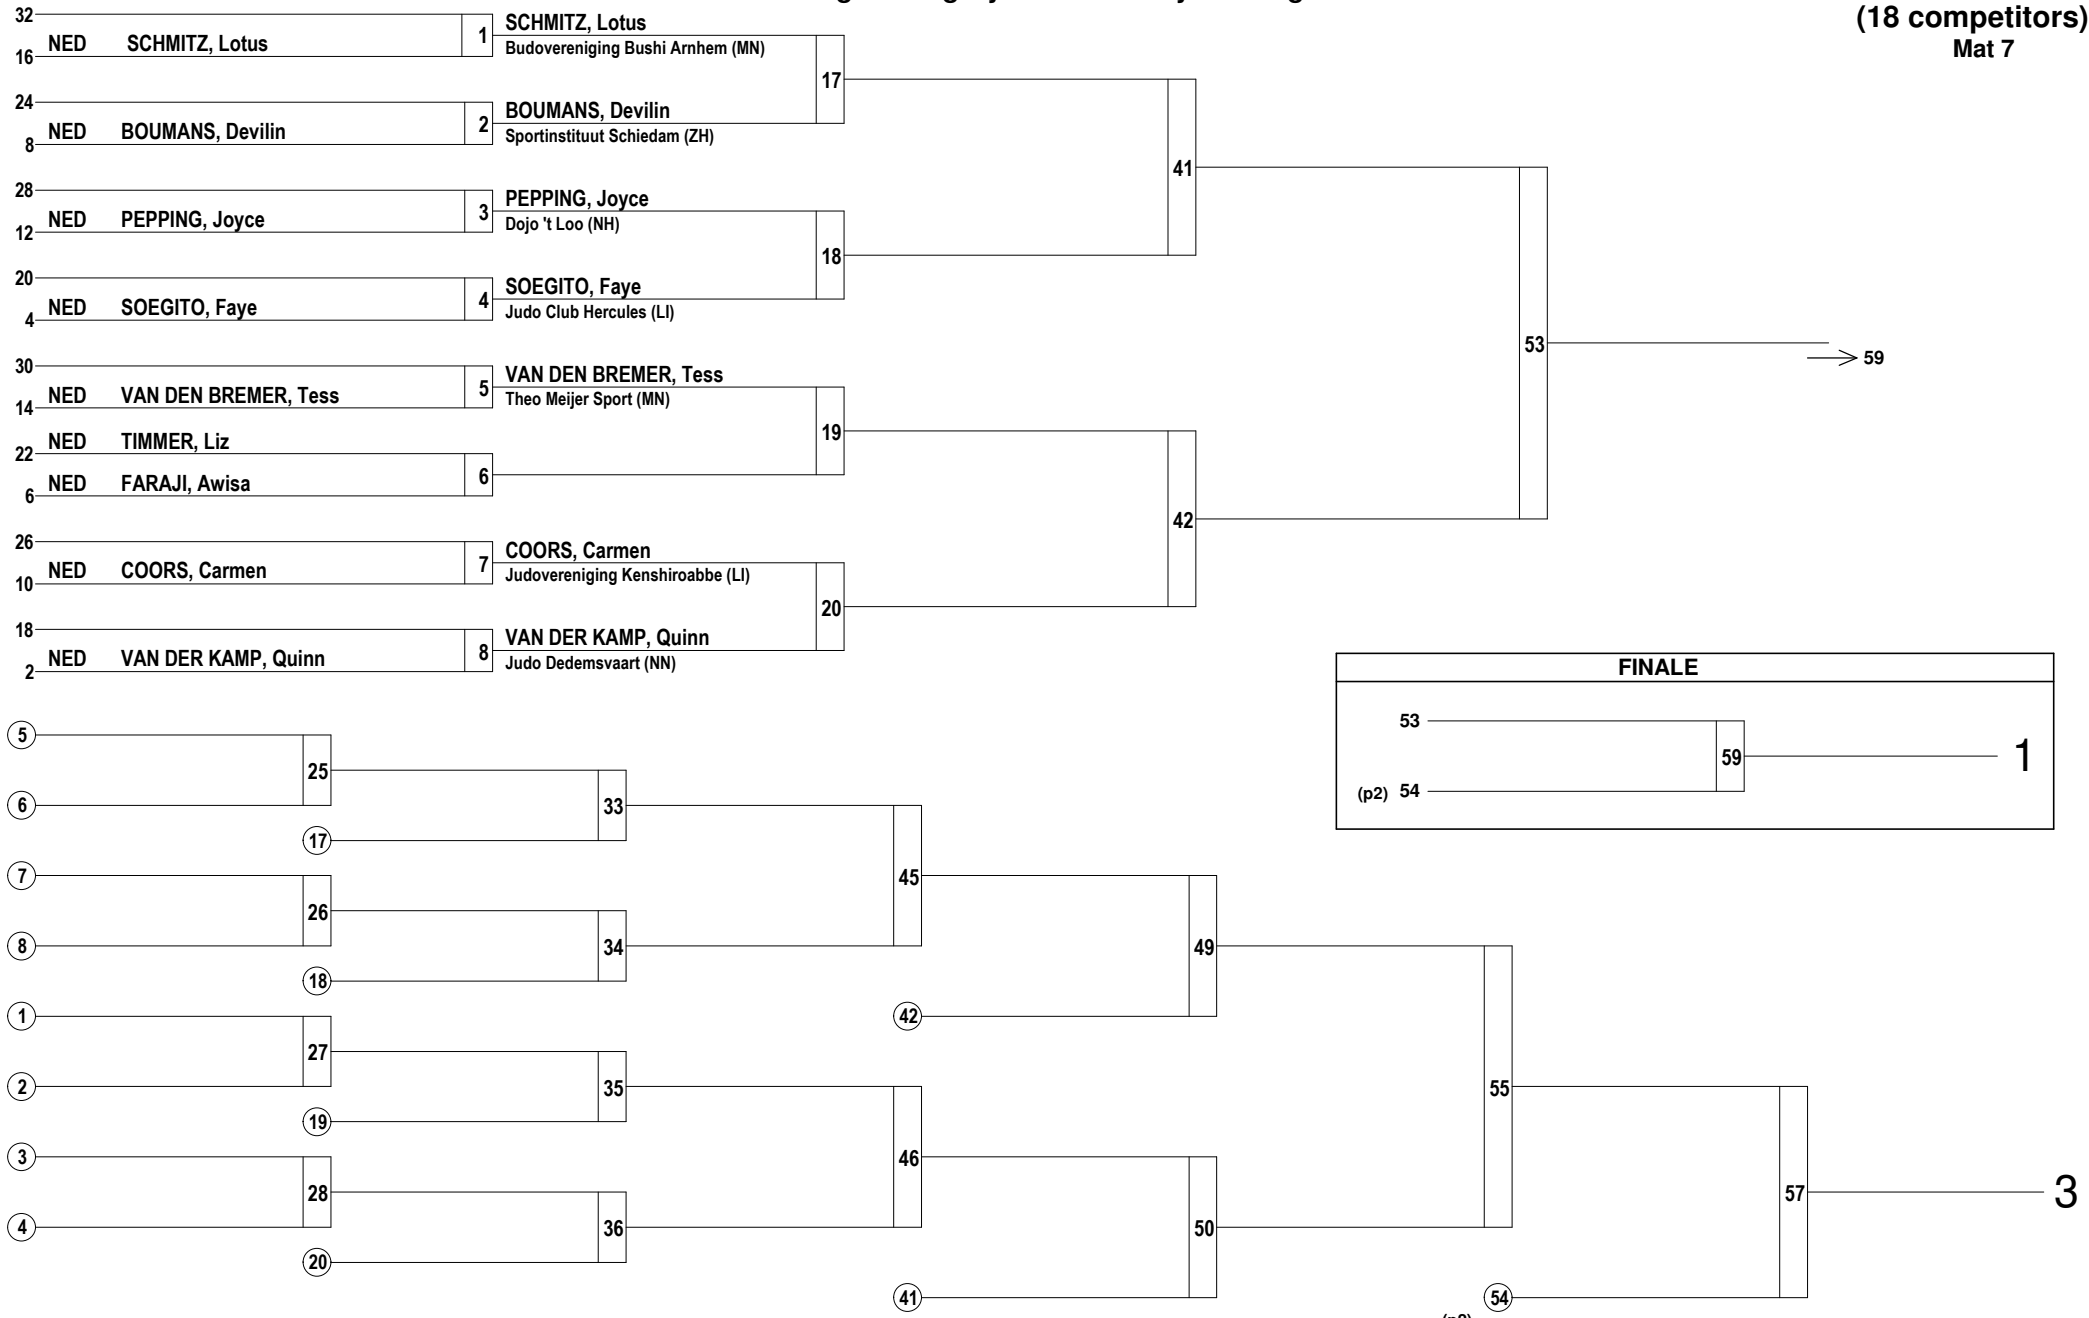 (18 competitors)
Mat 7
32
NED SCHMITZ, Lotus
16
1
SCHMITZ, Lotus
Budovereniging Bushi Arnhem (MN)
17
24
NED BOUMANS, Devilin
8
2
BOUMANS, Devilin
Sportinstituut Schiedam (ZH)
41
28
NED PEPPING, Joyce
12
3
PEPPING, Joyce
Dojo 't Loo (NH)
18
20
NED SOEGITO, Faye
4
4
SOEGITO, Faye
Judo Club Hercules (LI)
53
59
30
NED VAN DEN BREMER, Tess
14
5
VAN DEN BREMER, Tess
Theo Meijer Sport (MN)
19
NED TIMMER, Liz
22
NED FARAJI, Awisa
6
6
42
26
NED COORS, Carmen
10
7
COORS, Carmen
Judovereniging Kenshiroabbe (LI)
20
18
NED VAN DER KAMP, Quinn
2
8
VAN DER KAMP, Quinn
Judo Dedemsvaart (NN)
FINALE
53
59
1
(p2) 54
5
25
6
33
17
7
45
26
8
34
49
18
1
42
27
2
35
55
19
3
46
28
57
3
4
36
50
20
41
54